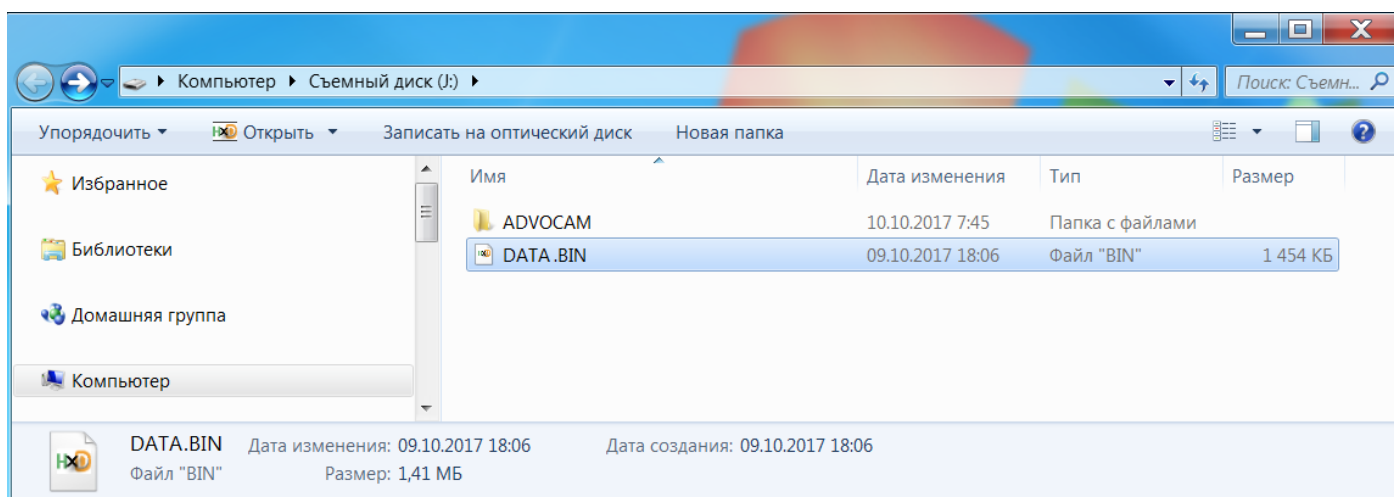 Компьютер Съемный диск (J:) Поиск: Съемн...
Упорядочить Открыть Записать на оптический диск Новая папка
Избранное
Библиотеки
Домашняя группа
Компьютер
Имя Дата изменения Тип Размер
ADVOCAM 10.10.2017 7:45 Папка с файлами
DATA.BIN 09.10.2017 18:06 Файл "BIN" 1 454 КБ
DATA.BIN Дата изменения: 09.10.2017 18:06 Дата создания: 09.10.2017 18:06
Файл "BIN" Размер: 1,41 МБ